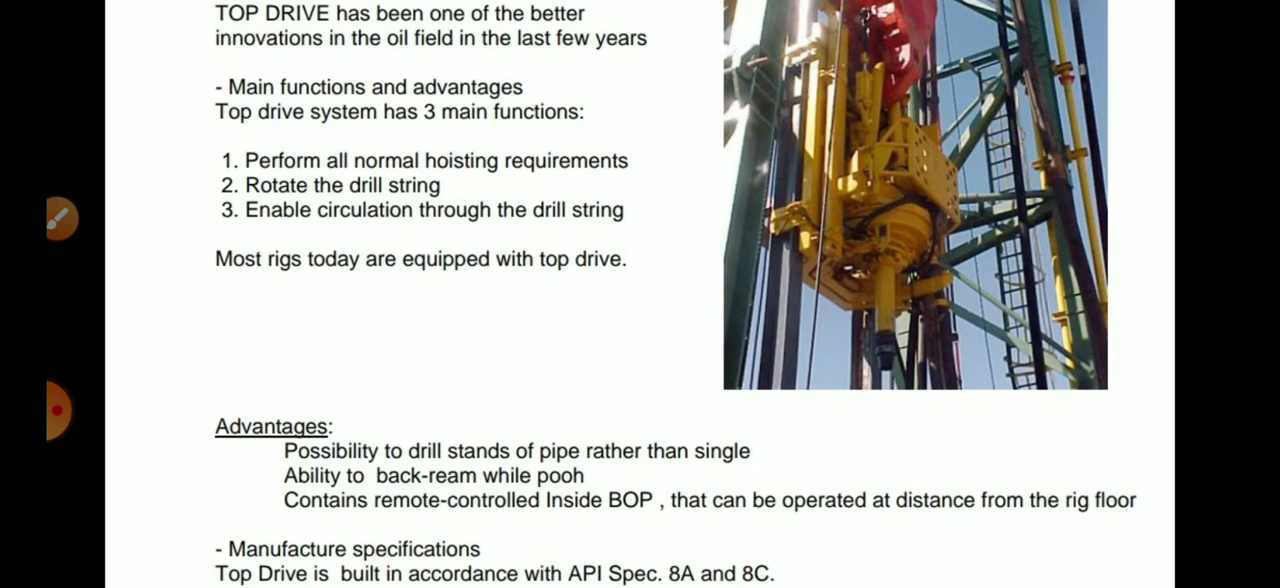 TOP DRIVE has been one of the better
innovations in the oil field in the last few years
- Main functions and advantages
Top drive system has 3 main functions:
1. Perform all normal hoisting requirements
2. Rotate the drill string
3. Enable circulation through the drill string
Most rigs today are equipped with top drive.
Advantages:
Possibility to drill stands of pipe rather than single
Ability to  back-ream while pooh
Contains remote-controlled Inside BOP , that can be operated at distance from the rig floor
- Manufacture specifications
Top Drive is  built in accordance with API Spec. 8A and 8C.